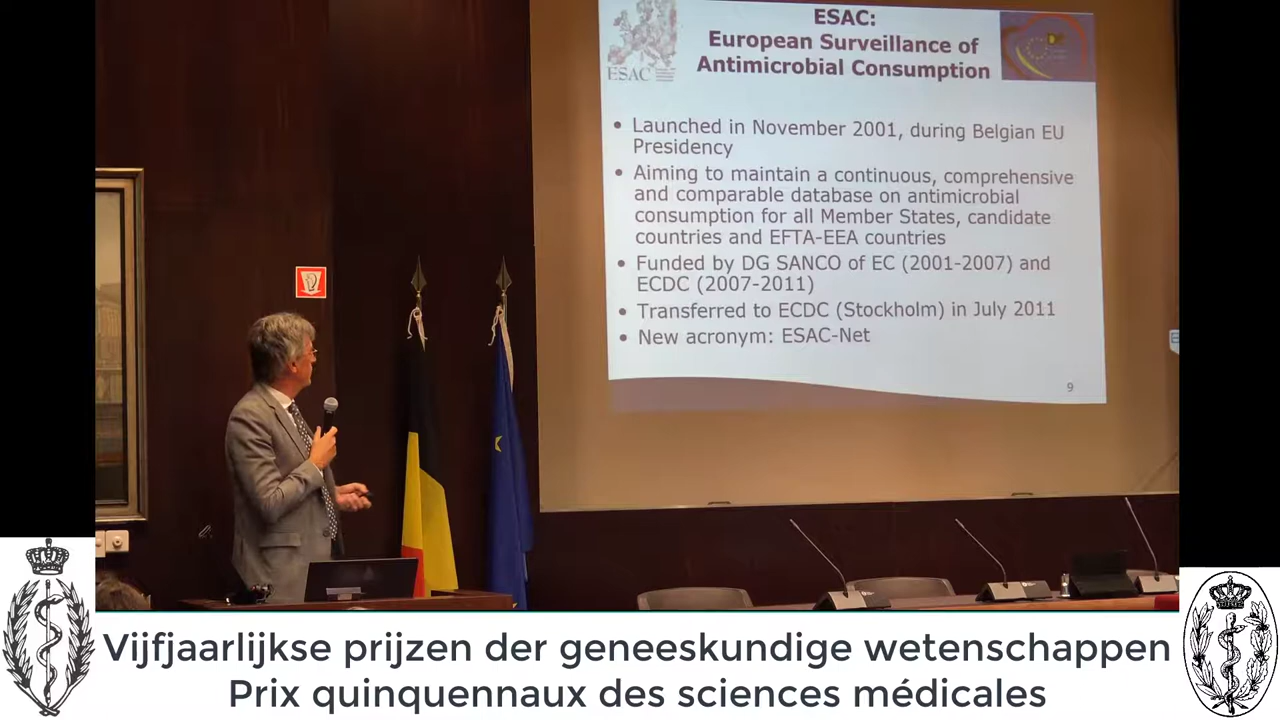 ESAC:
European Surveillance of
Antimicrobial Consumption
ESAC
• Launched in November 2001, during Belgian EU
Presidency
• Aiming to maintain a continuous, comprehensive
and comparable database on antimicrobial
consumption for all Member States, candidate
countries and EFTA-EEA countries
• Funded by DG SANCO of EC (2001-2007) and
ECDC (2007-2011)
• Transferred to ECDC (Stockholm) in July 2011
• New acronym: ESAC-Net
9
Vijfjaarlijkse prijzen der geneeskundige wetenschappen
Prix quinquennaux des sciences médicales